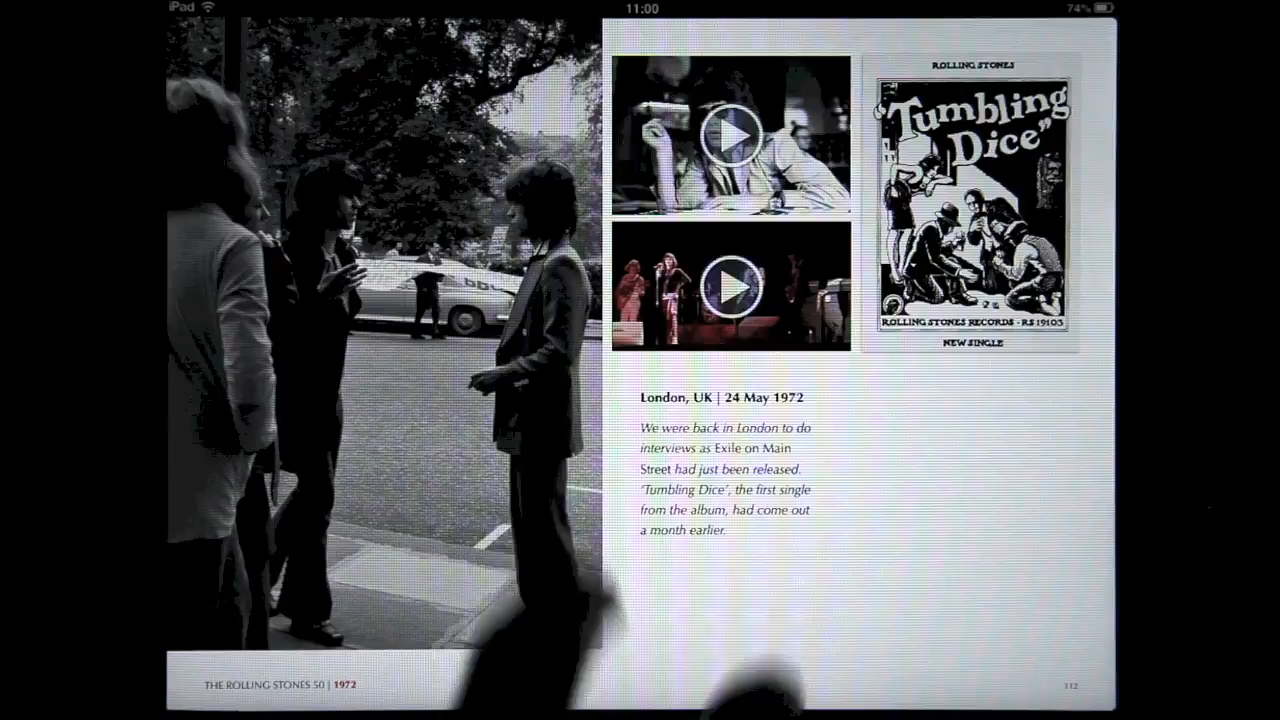 iPad
11:00
74%
ROLLING STONES
"Tumbling
Dice"
ROLLING STONES RECORDS - RS 19103
NEW SINGLE
London, UK | 24 May 1972
We were back in London to do
interviews as Exile on Main
Street had just been released.
'Tumbling Dice', the first single
from the album, had come out
a month earlier.
THE ROLLING STONES 50 | 1972
112